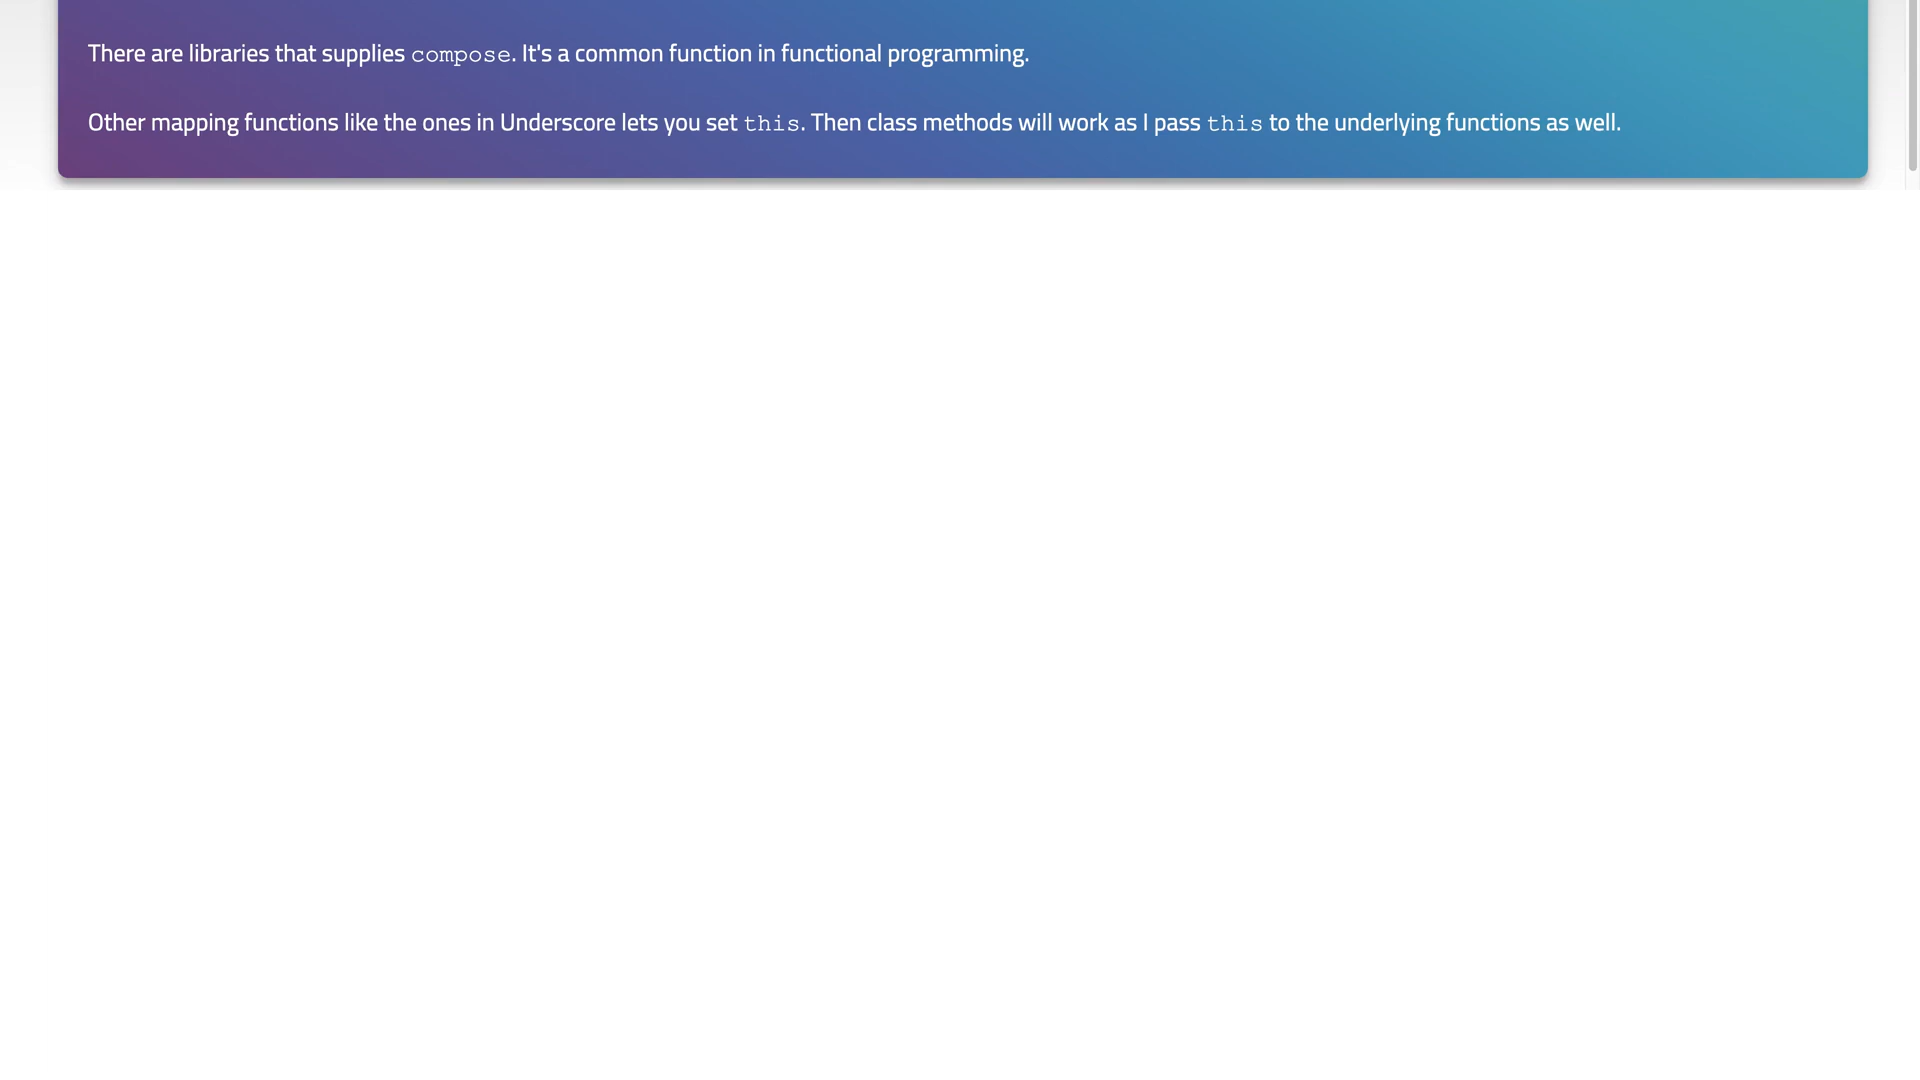 There are libraries that supplies compose. It's a common function in functional programming.
Other mapping functions like the ones in Underscore lets you set this. Then class methods will work as I pass this to the underlying functions as well.